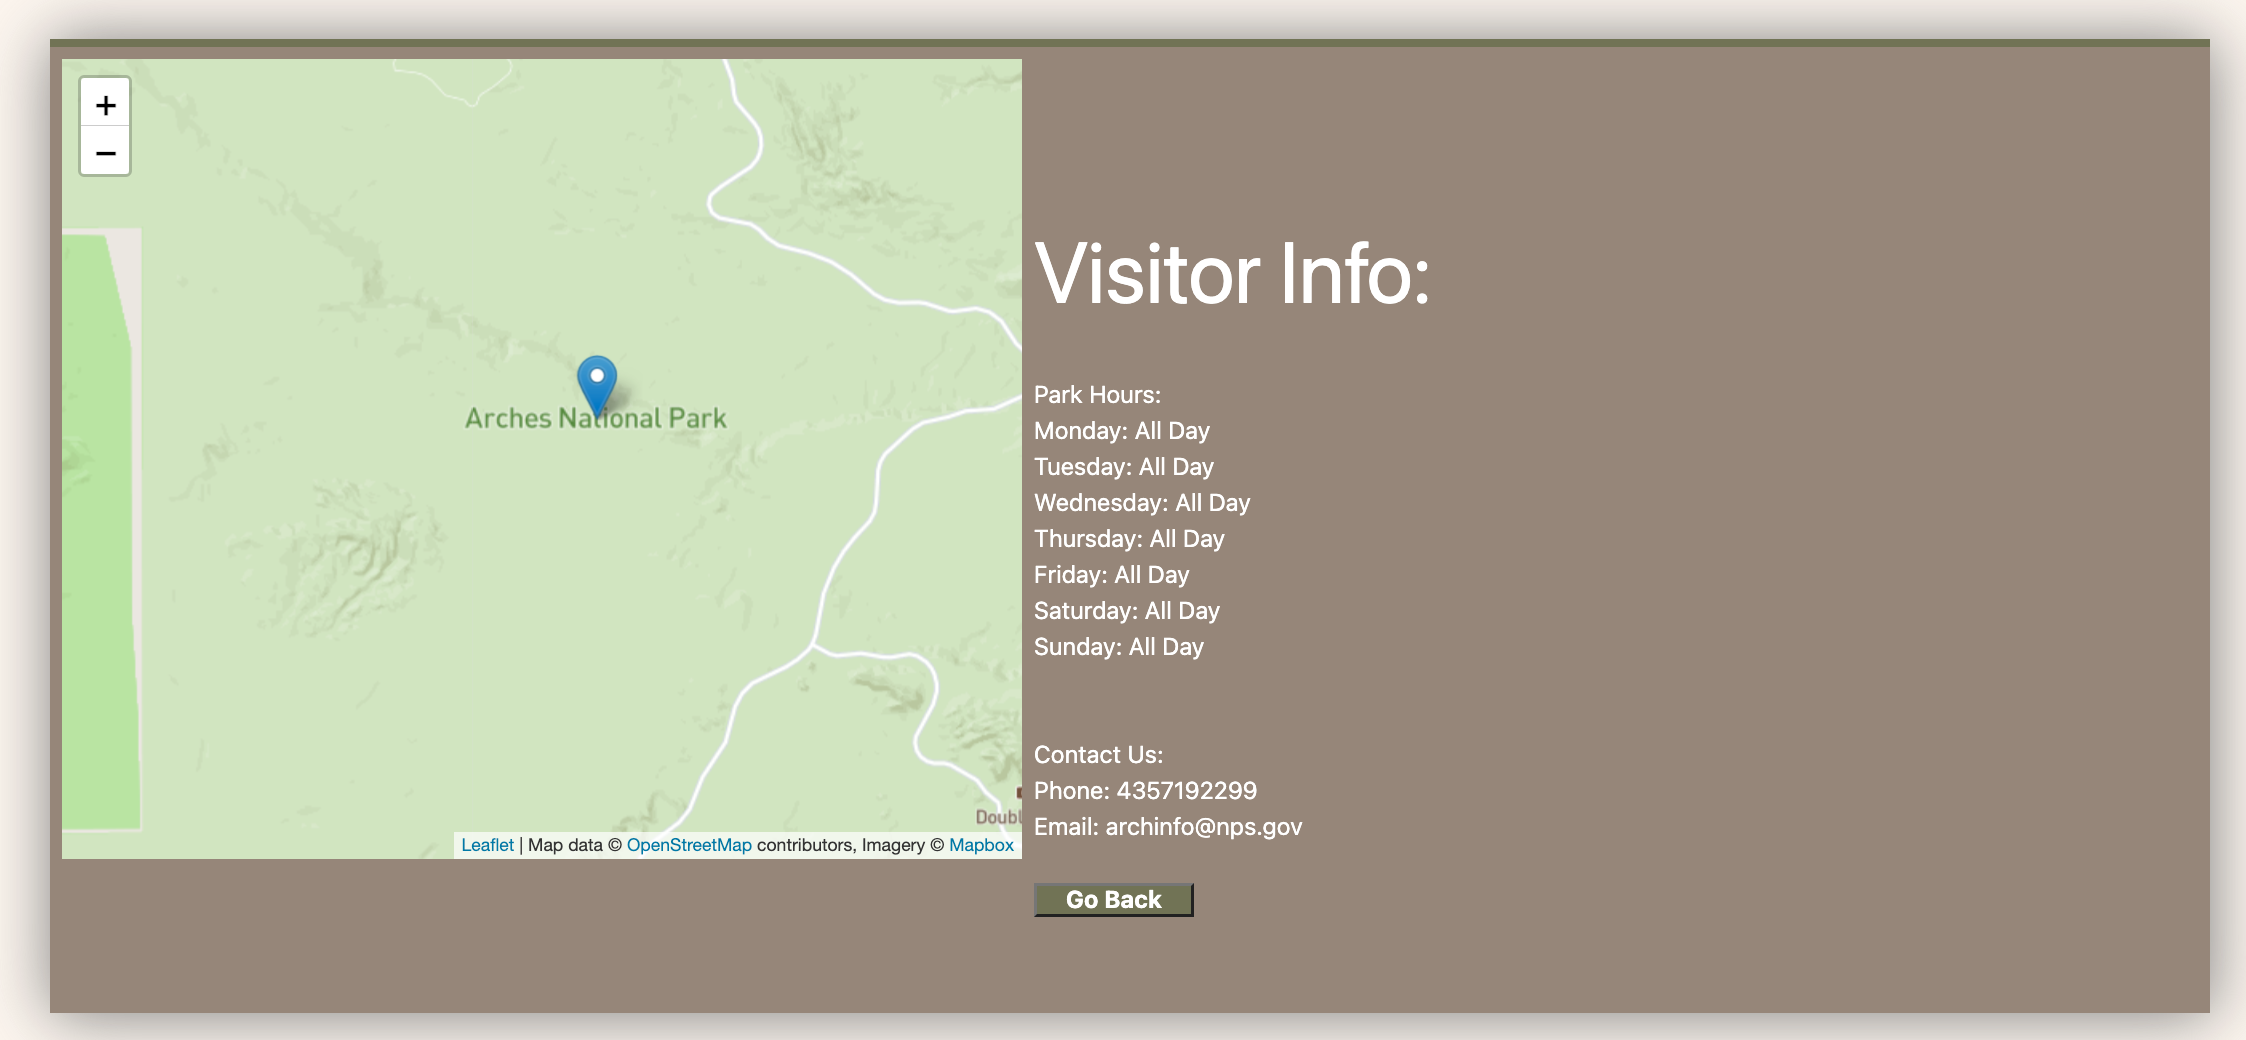 +
−
Arches National Park
Doubl
Leaflet | Map data © OpenStreetMap contributors, Imagery © Mapbox
Visitor Info:
Park Hours:
Monday: All Day
Tuesday: All Day
Wednesday: All Day
Thursday: All Day
Friday: All Day
Saturday: All Day
Sunday: All Day
Contact Us:
Phone: 4357192299
Email: archinfo@nps.gov
Go Back